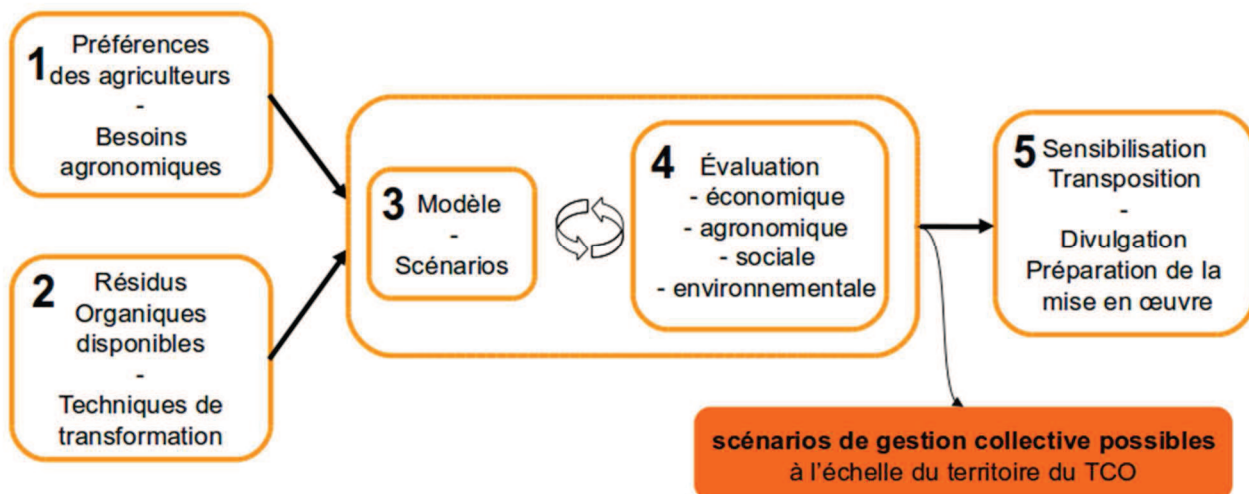 1
Préférences
des agriculteurs
-
Besoins
agronomiques
2
Résidus
Organiques
disponibles
-
Techniques de
transformation
3
Modèle
-
Scénarios
4
Évaluation
- économique
- agronomique
- sociale
- environnementale
5
Sensibilisation
Transposition
-
Divulgation
Préparation de la
mise en œuvre
scénarios de gestion collective possibles
à l'échelle du territoire du TCO